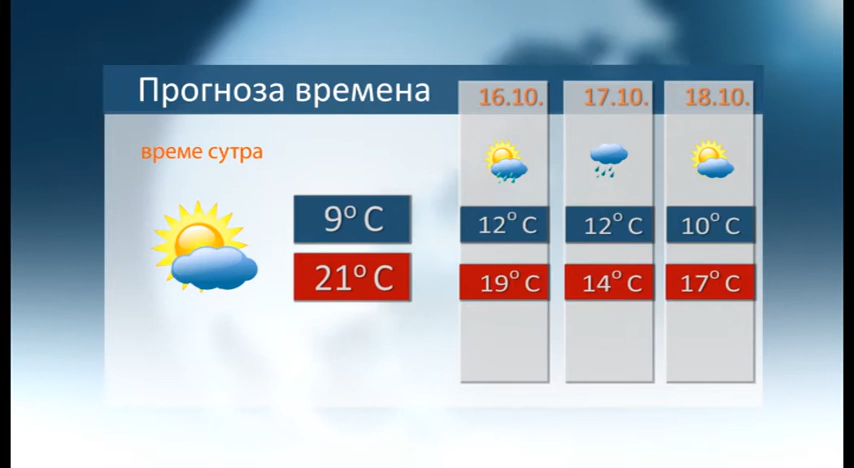 Прогноза времена
време сутра
9° C
21° C
16.10. 17.10. 18.10.
12° C 12° C 10° C
19° C 14° C 17° C